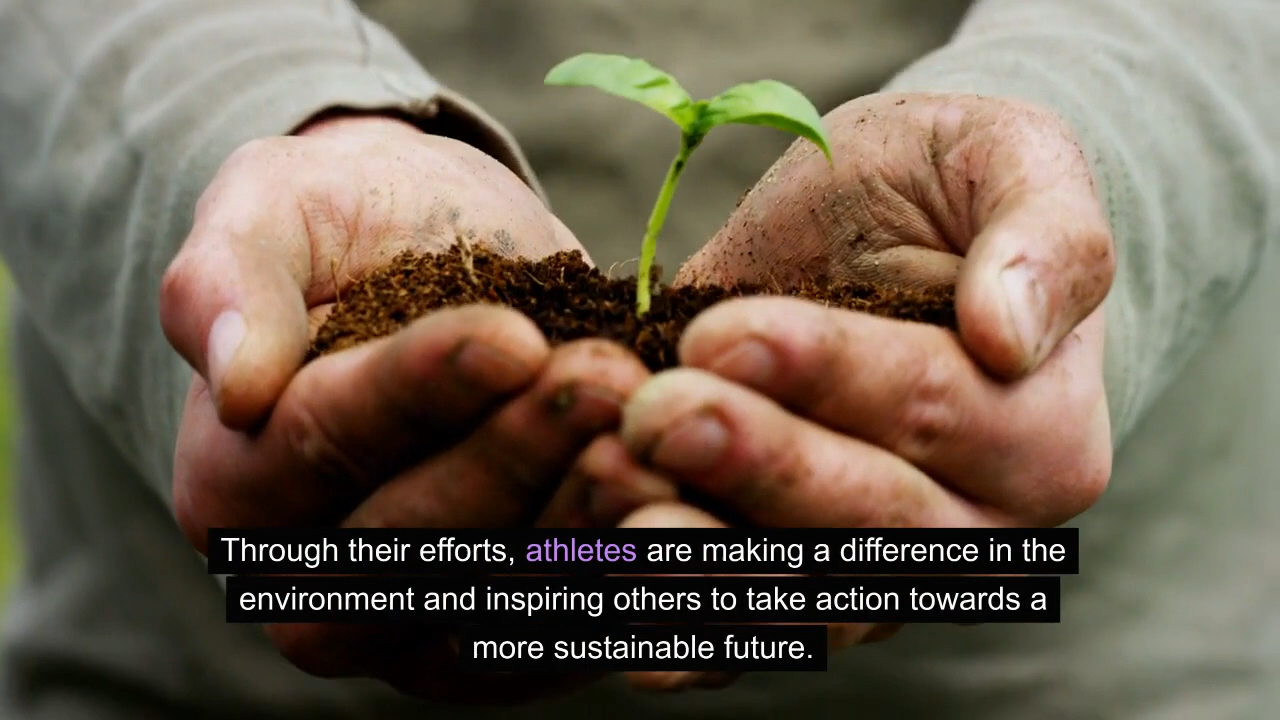 Through their efforts, athletes are making a difference in the
environment and inspiring others to take action towards a
more sustainable future.